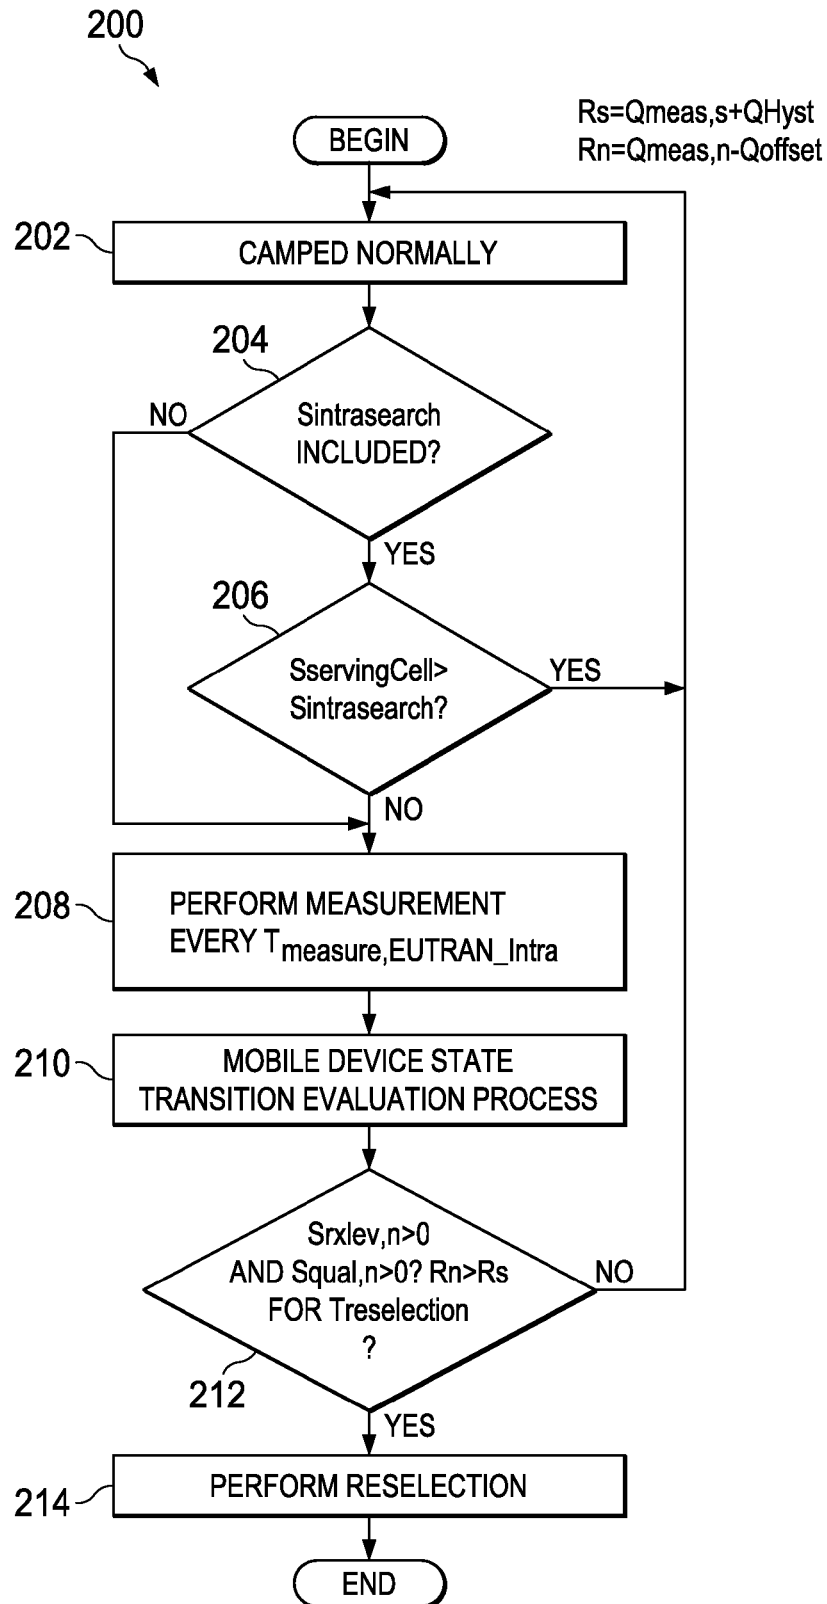 200
Rs=Qmeas,s+QHyst
Rn=Qmeas,n-Qoffset
BEGIN
202
CAMPED NORMALLY
204
NO
Sintrasearch
INCLUDED?
YES
206
SservingCell>
Sintrasearch?
YES
NO
208
PERFORM MEASUREMENT
EVERY Tmeasure,EUTRAN_Intra
210
MOBILE DEVICE STATE
TRANSITION EVALUATION PROCESS
Srxlev,n>0
AND Squal,n>0? Rn>Rs
FOR Treselection
?
NO
212
YES
214
PERFORM RESELECTION
END